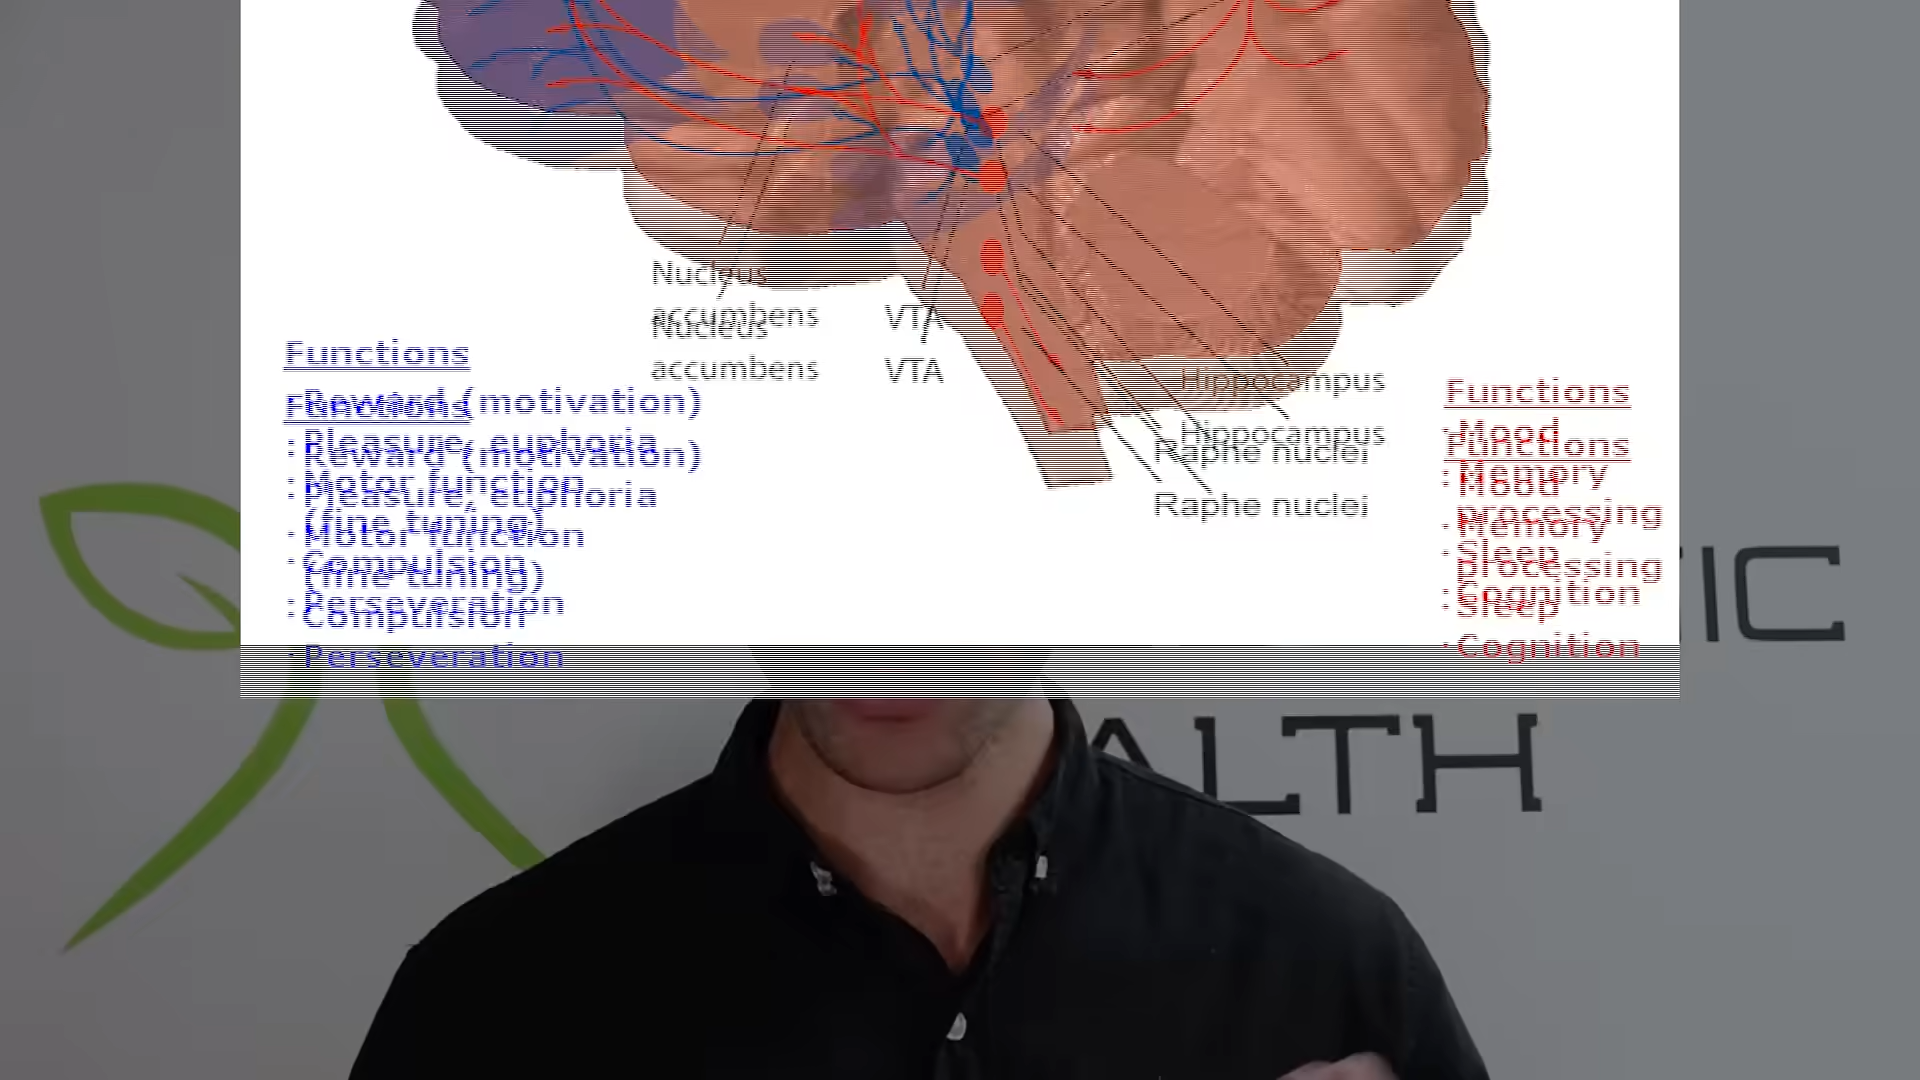 Nucleus
accumbens
VTA
Hippocampus
Raphe nuclei
Functions
· Reward (motivation)
· Pleasure, euphoria
· Motor function
(fine tuning)
· Compulsion
· Perseveration
Functions
· Mood
· Memory
processing
· Sleep
· Cognition
IC
ALTH